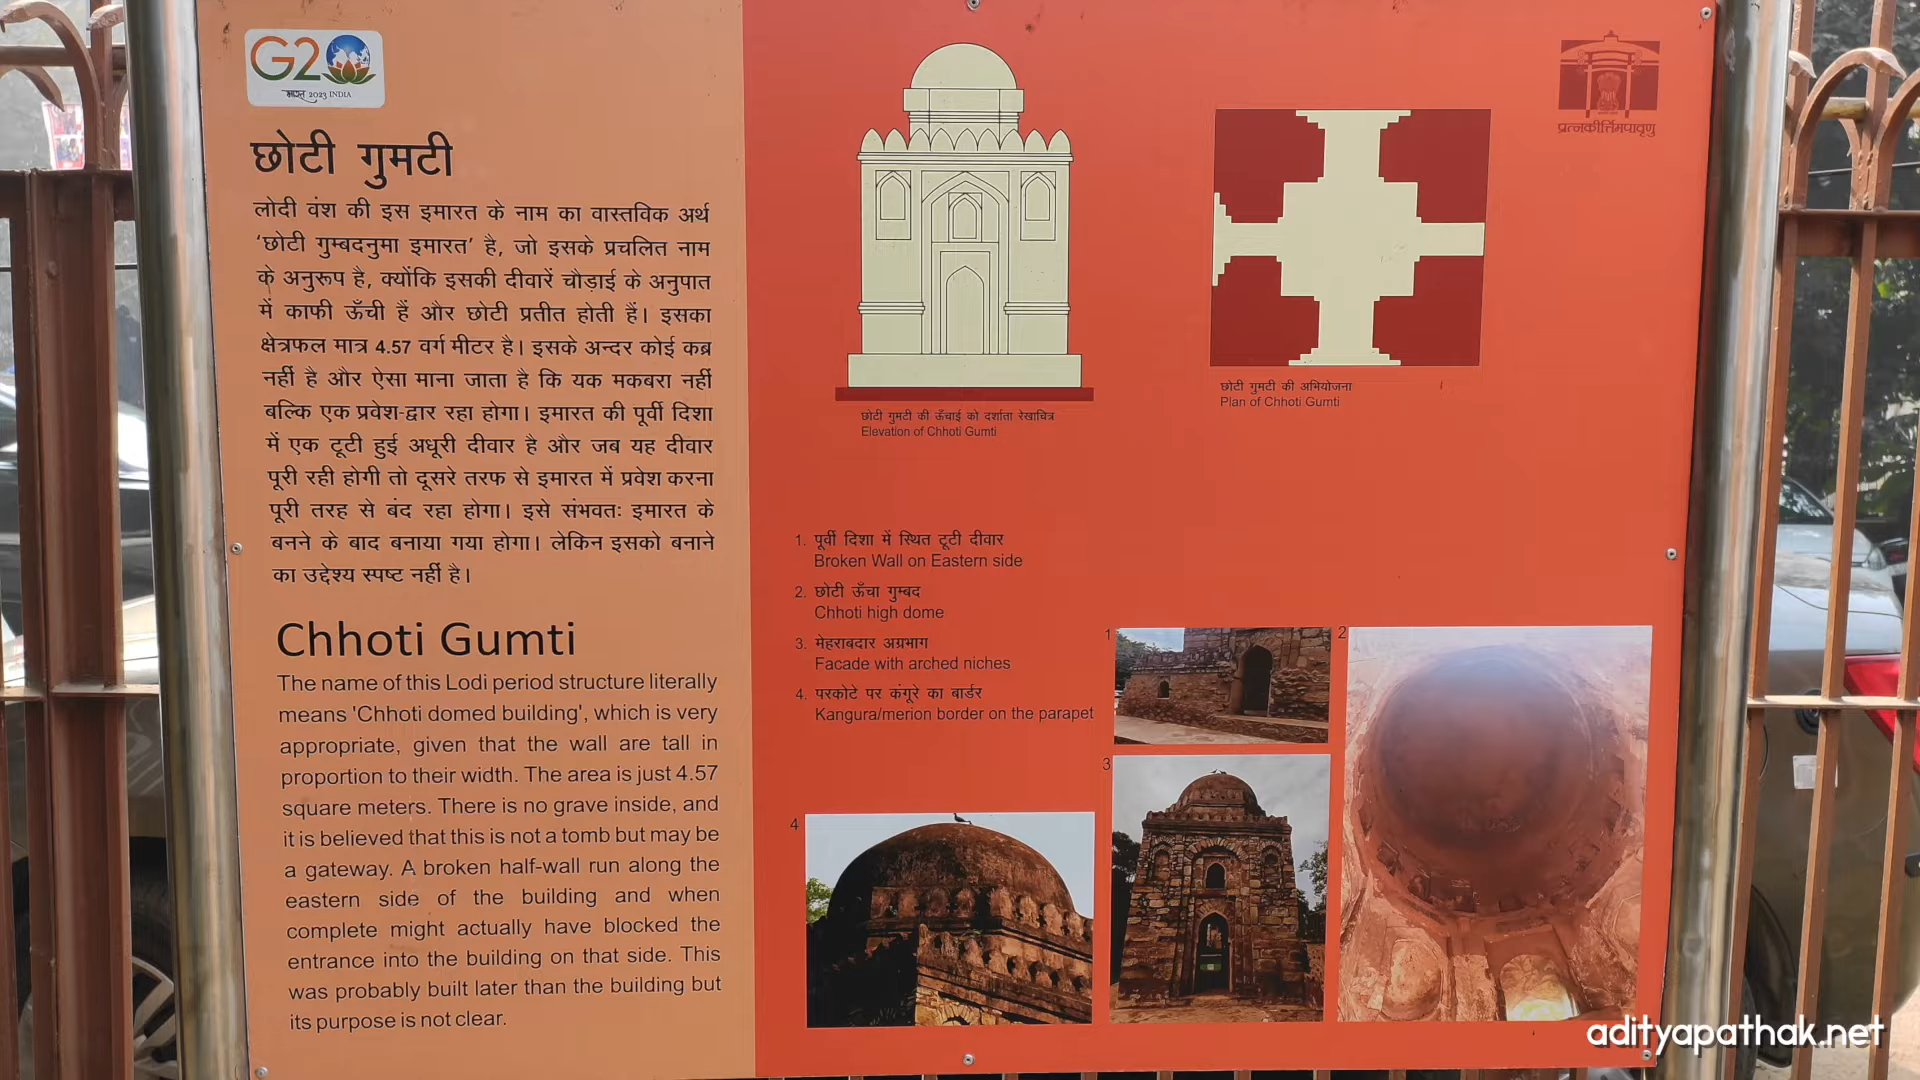 G20
भारत 2023 INDIA
छोटी गुमटी
लोदी वंश की इस इमारत के नाम का वास्तविक अर्थ
‘छोटी गुम्बदनुमा इमारत’ है, जो इसके प्रचलित नाम
के अनुरूप है, क्योंकि इसकी दीवारें चौड़ाई के अनुपात
में काफी ऊँची हैं और छोटी प्रतीत होती हैं। इसका
क्षेत्रफल मात्र 4.57 वर्ग मीटर है। इसके अन्दर कोई कब्र
नहीं है और ऐसा माना जाता है कि यक मकबरा नहीं
बल्कि एक प्रवेश-द्वार रहा होगा। इमारत की पूर्वी दिशा
में एक टूटी हुई अधूरी दीवार है और जब यह दीवार
पूरी रही होगी तो दूसरे तरफ से इमारत में प्रवेश करना
पूरी तरह से बंद रहा होगा। इसे संभवतः इमारत के
बनने के बाद बनाया गया होगा। लेकिन इसको बनाने
का उद्देश्य स्पष्ट नहीं है।
Chhoti Gumti
The name of this Lodi period structure literally
means 'Chhoti domed building', which is very
appropriate, given that the wall are tall in
proportion to their width. The area is just 4.57
square meters. There is no grave inside, and
it is believed that this is not a tomb but may be
a gateway. A broken half-wall run along the
eastern side of the building and when
complete might actually have blocked the
entrance into the building on that side. This
was probably built later than the building but
its purpose is not clear.
छोटी गुमटी की ऊँचाई को दर्शाता रेखाचित्र
Elevation of Chhoti Gumti
छोटी गुमटी की अभियोजना
Plan of Chhoti Gumti
प्रत्नकीर्त्तिमपावृणु
1. पूर्वी दिशा में स्थित टूटी दीवार
Broken Wall on Eastern side
2. छोटी ऊँचा गुम्बद
Chhoti high dome
3. मेहराबदार अग्रभाग
Facade with arched niches
4. परकोटे पर कंगूरे का बार्डर
Kangura/merion border on the parapet
1
2
3
4
adityapathak.net